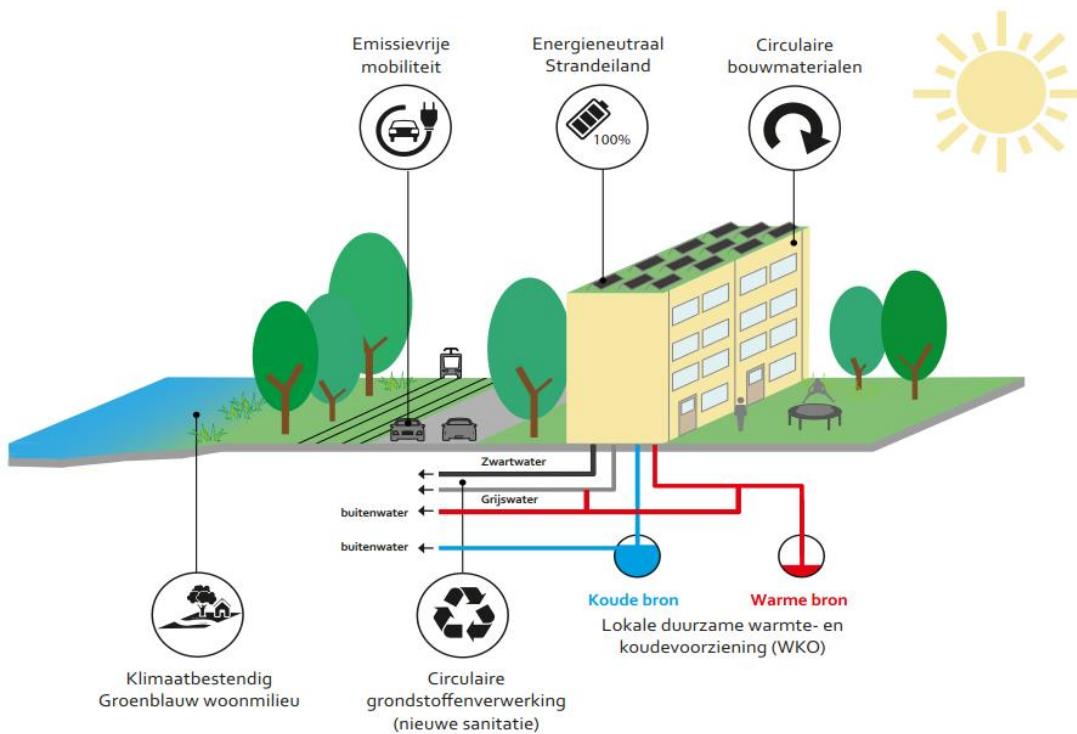 Emissievrije
mobiliteit
Energieneutraal
Strandeiland
Circulaire
bouwmaterialen
100%
Zwartwater
Grijswater
buitenwater
buitenwater
Koude bron
Warme bron
Lokale duurzame warmte- en
koudevoorziening (WKO)
Klimaatbestendig
Groenblauw woonmilieu
Circulaire
grondstoffenverwerking
(nieuwe sanitatie)